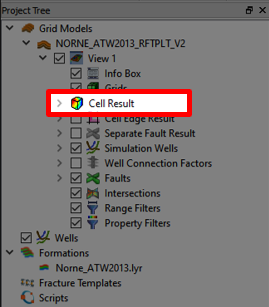 Project Tree
Grid Models
NORNE_ATW2013_RFTPLT_V2
View 1
Info Box
Grids
Cell Result
Cell Edge Result
Separate Fault Result
Simulation Wells
Well Connection Factors
Faults
Intersections
Range Filters
Property Filters
Wells
Formations
Norne_ATW2013.lyr
Fracture Templates
Scripts